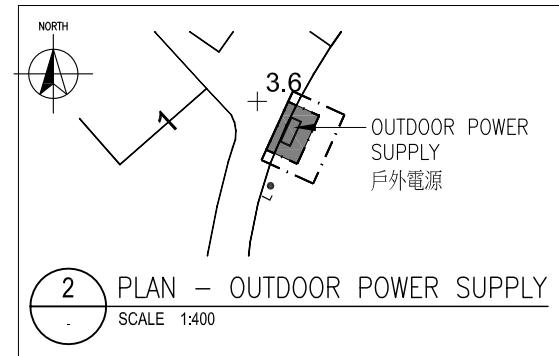 NORTH
3.6
1
OUTDOOR POWER
SUPPLY
戶外電源
2
-
PLAN - OUTDOOR POWER SUPPLY
SCALE 1:400